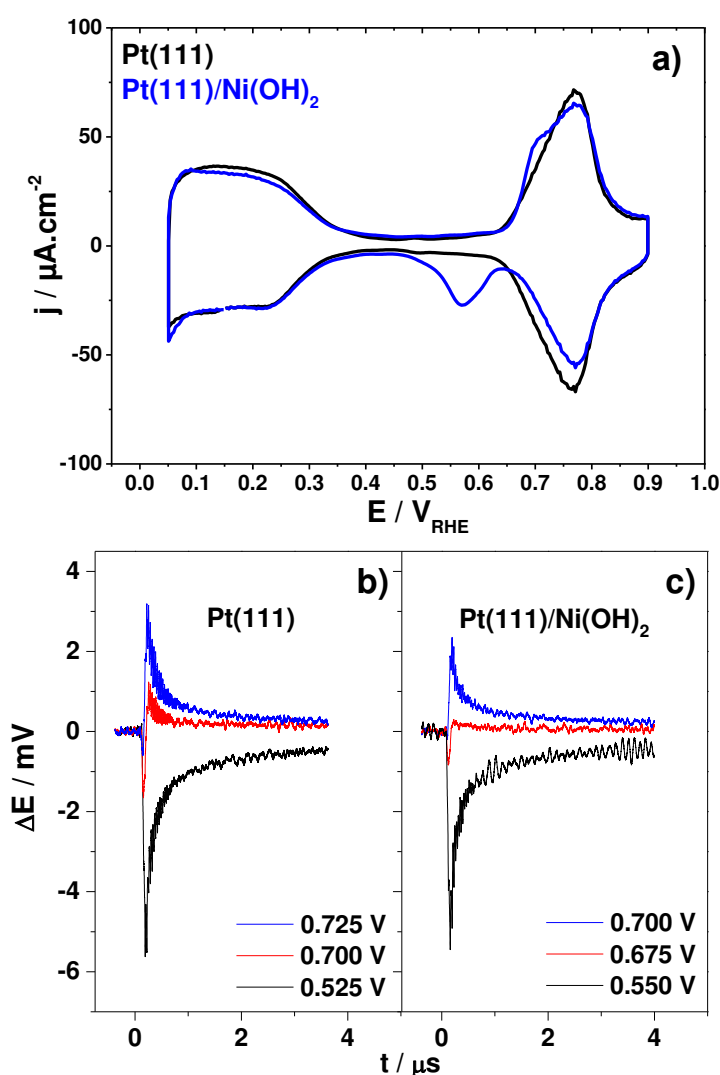 a)
Pt(111)
Pt(111)/Ni(OH)₂
100
50
0
-50
-100
j / µA.cm⁻²
0.0 0.1 0.2 0.3 0.4 0.5 0.6 0.7 0.8 0.9 1.0
E / V_RHE
b) c)
Pt(111) Pt(111)/Ni(OH)₂
4
2
0
-2
-4
-6
ΔE / mV
0.725 V 0.700 V
0.700 V 0.675 V
0.525 V 0.550 V
0 2 4 0 2 4
t / µs